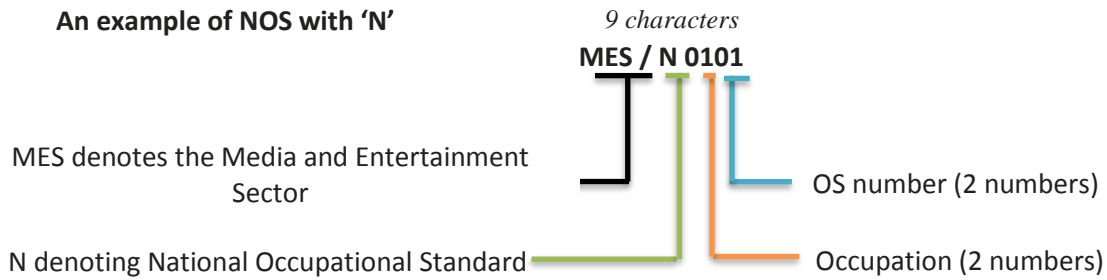 An example of NOS with ‘N’
9 characters
MES / N 0101
MES denotes the Media and Entertainment
Sector
OS number (2 numbers)
N denoting National Occupational Standard
Occupation (2 numbers)